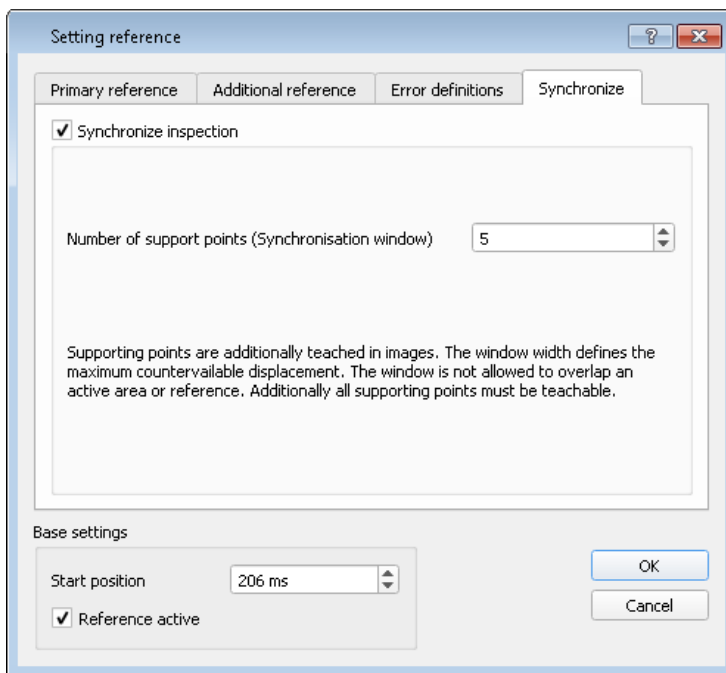 Setting reference
?
Primary reference Additional reference Error definitions Synchronize
Synchronize inspection
Number of support points (Synchronisation window) 5
Supporting points are additionally teached in images. The window width defines the
maximum countervailable displacement. The window is not allowed to overlap an
active area or reference. Additionally all supporting points must be teachable.
Base settings
Start position 206 ms
Reference active
OK
Cancel